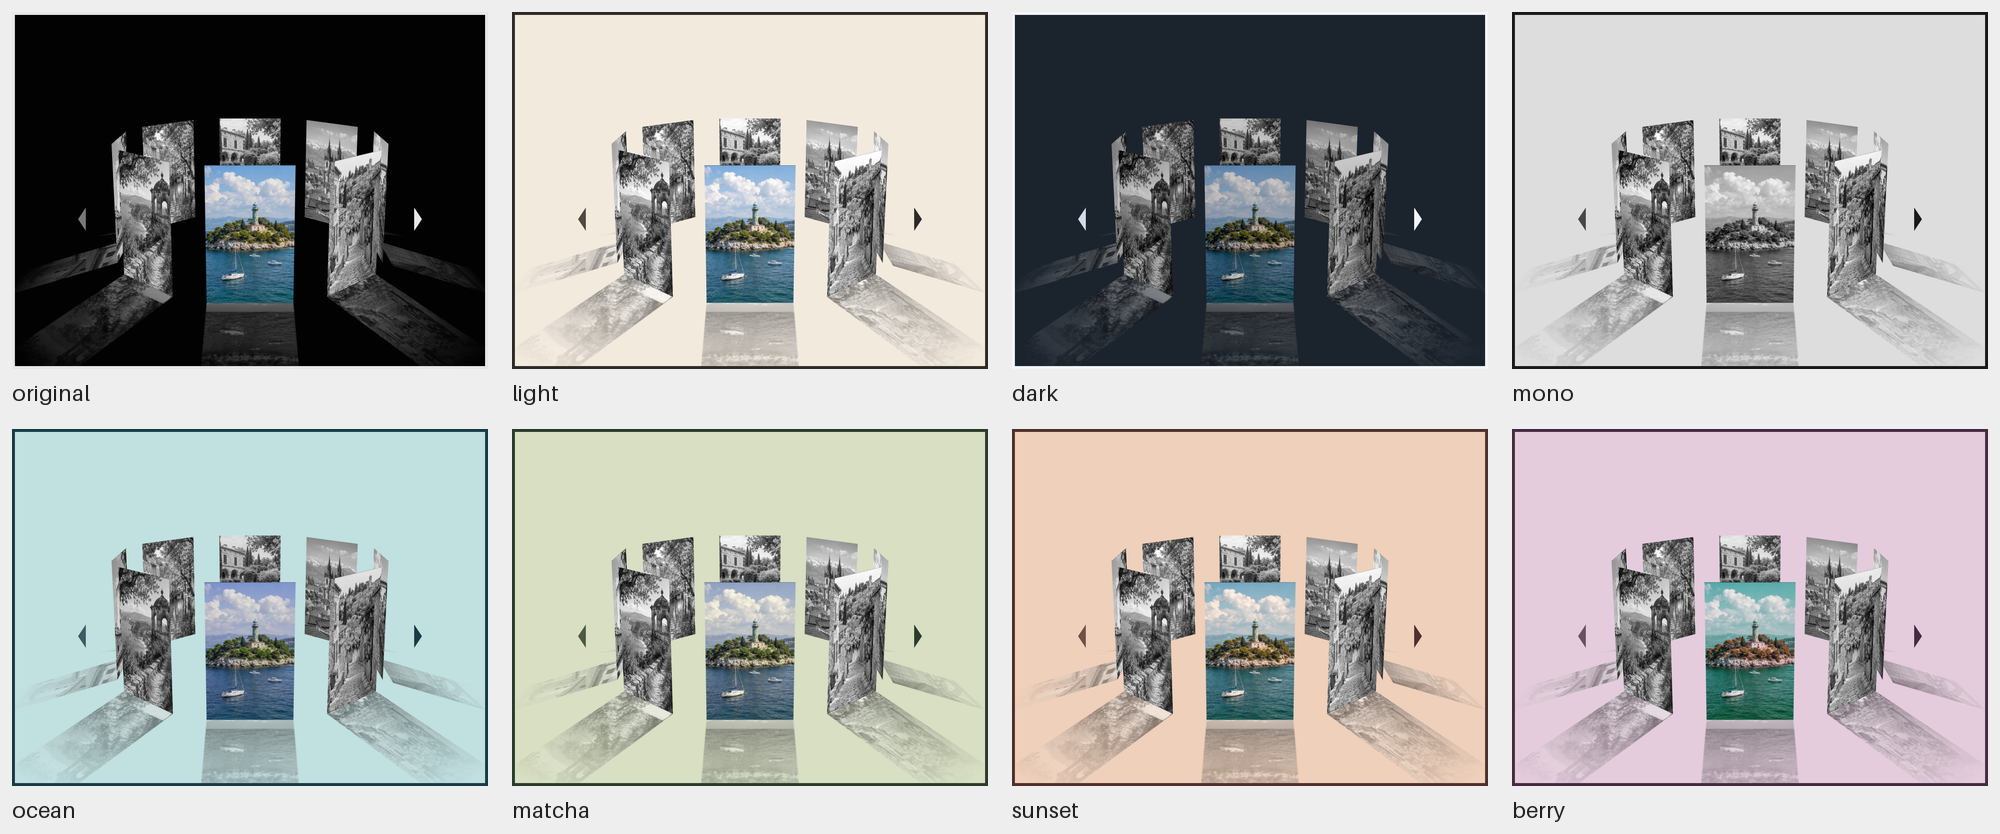 original
light
dark
mono
ocean
matcha
sunset
berry